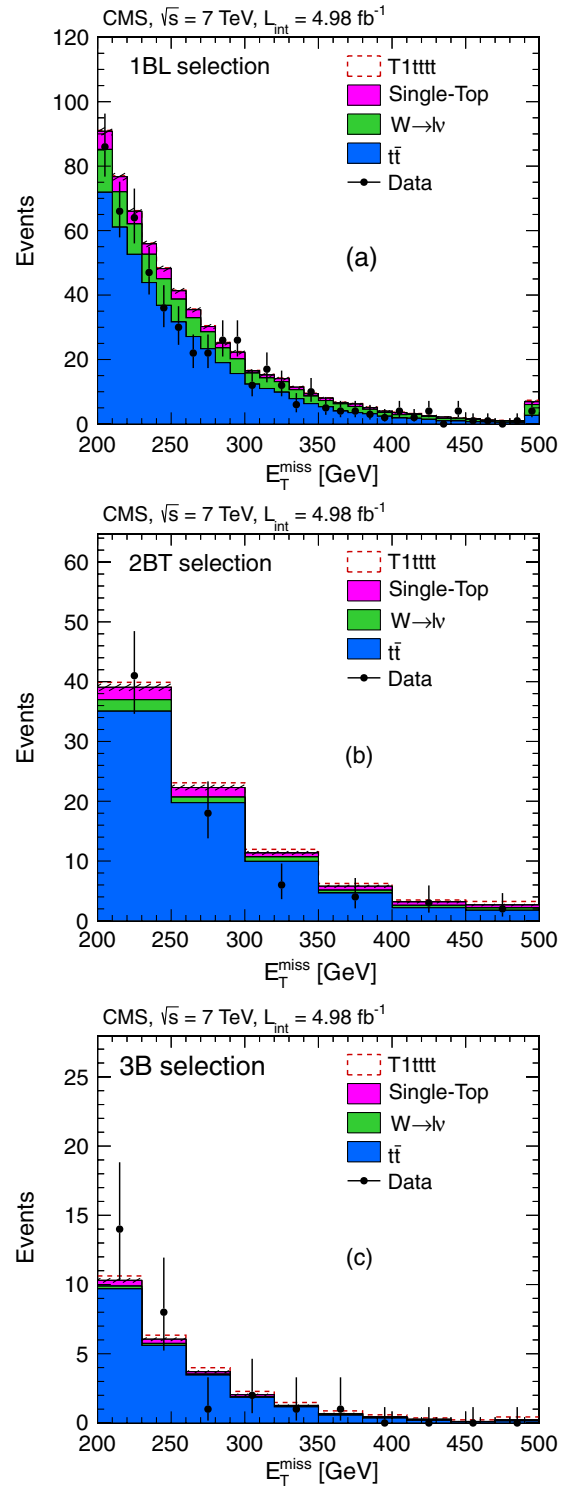 CMS, √s = 7 TeV, L_int = 4.98 fb⁻¹
120
1BL selection
T1tttt
Single-Top
100
W→lν
tt̄
80
Data
Events
60
(a)
40
20
0
200 250 300 350 400 450 500
E_T^miss [GeV]
CMS, √s = 7 TeV, L_int = 4.98 fb⁻¹
2BT selection
T1tttt
60
Single-Top
W→lν
50
tt̄
Data
40
Events
30
(b)
20
10
0
200 250 300 350 400 450 500
E_T^miss [GeV]
CMS, √s = 7 TeV, L_int = 4.98 fb⁻¹
3B selection
T1tttt
25
Single-Top
W→lν
20
tt̄
Data
15
Events
(c)
10
5
0
200 250 300 350 400 450 500
E_T^miss [GeV]